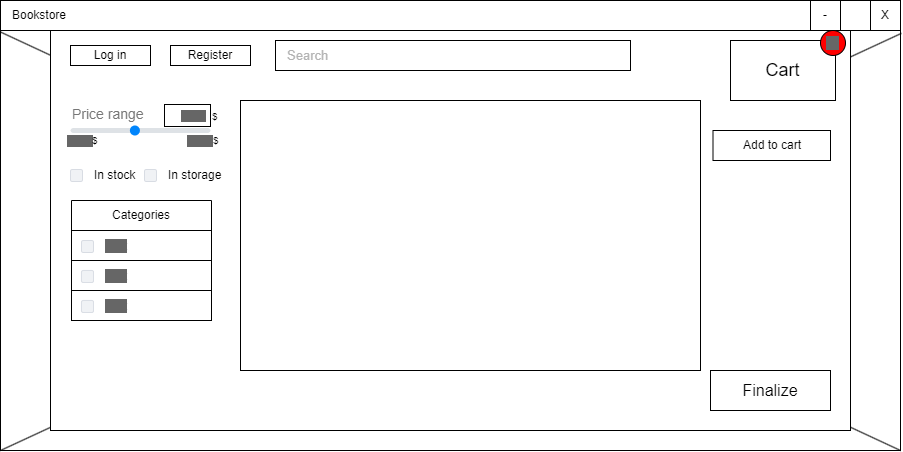 Bookstore
-
X
Log in
Register
Search
Cart
Price range
$
$
$
Add to cart
In stock
In storage
Categories
Finalize